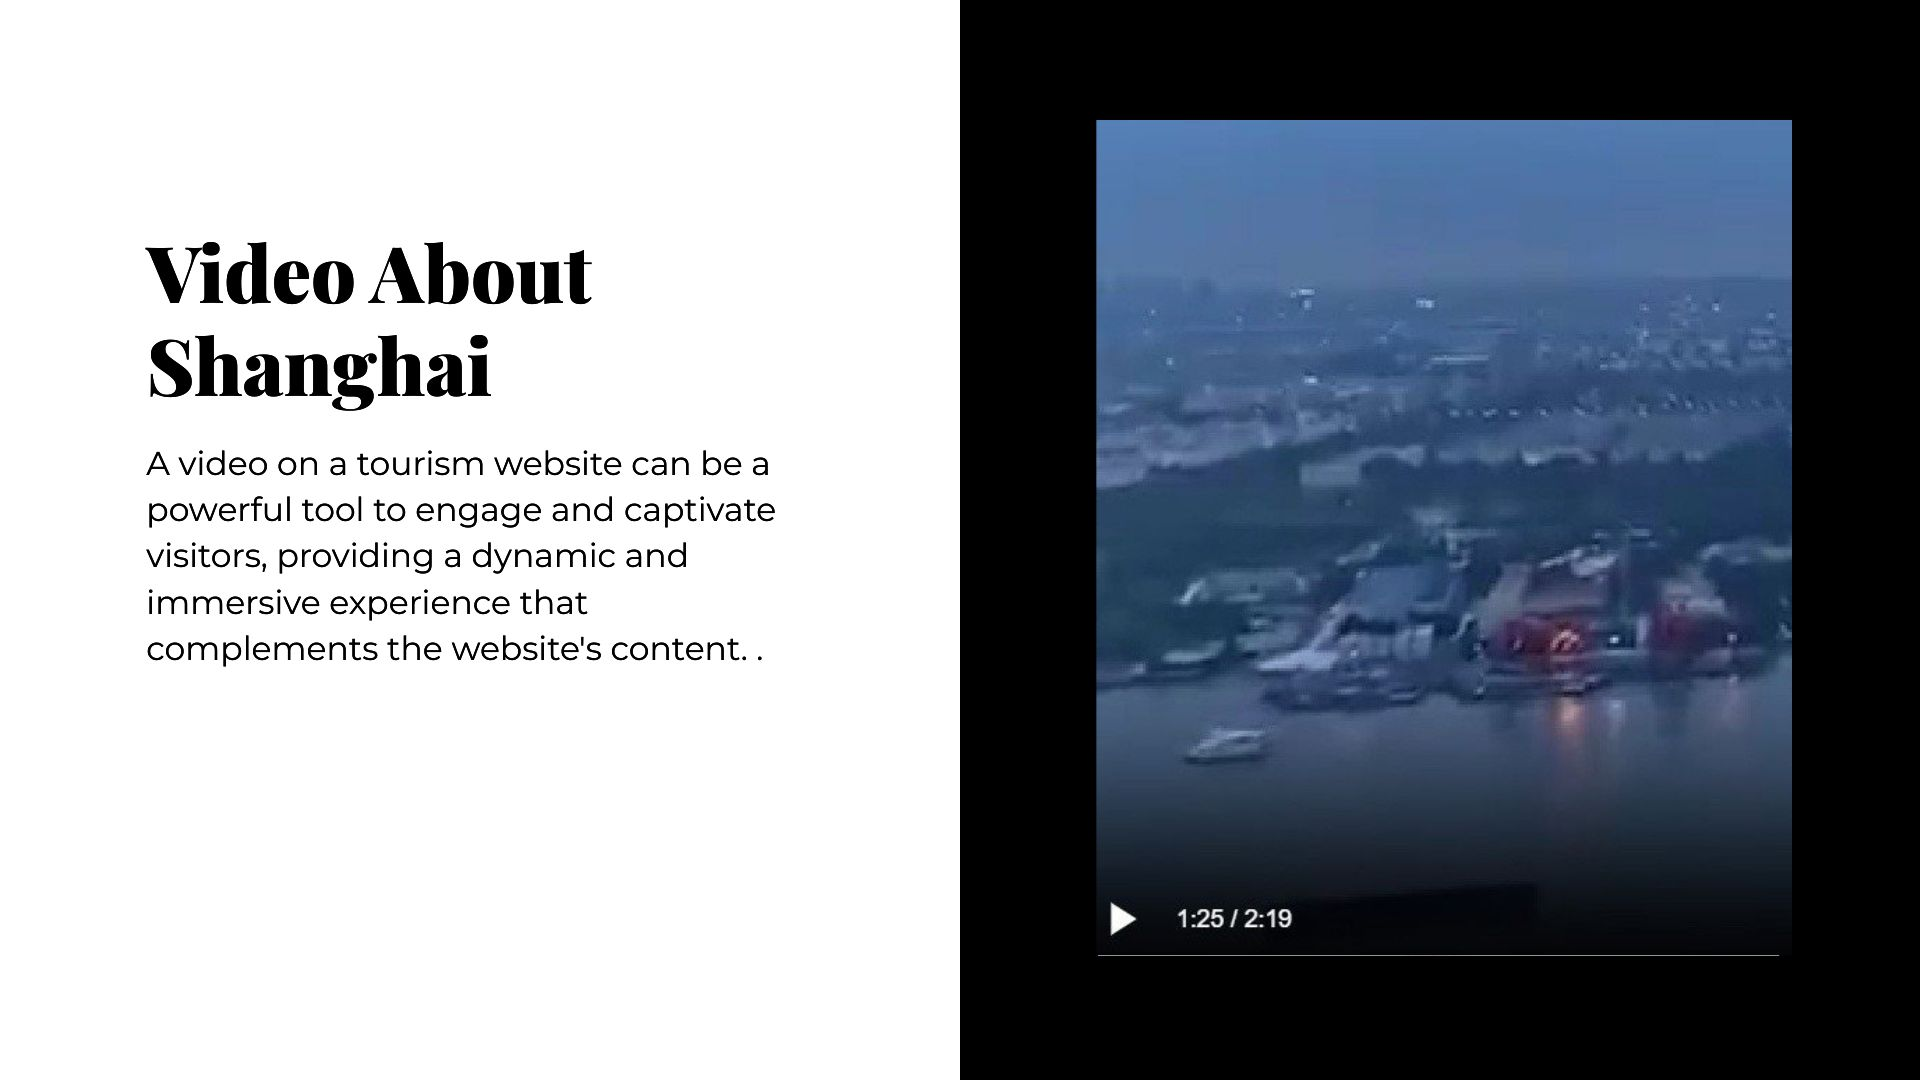 Video About
Shanghai
A video on a tourism website can be a
powerful tool to engage and captivate
visitors, providing a dynamic and
immersive experience that
complements the website's content. .
1:25 / 2:19